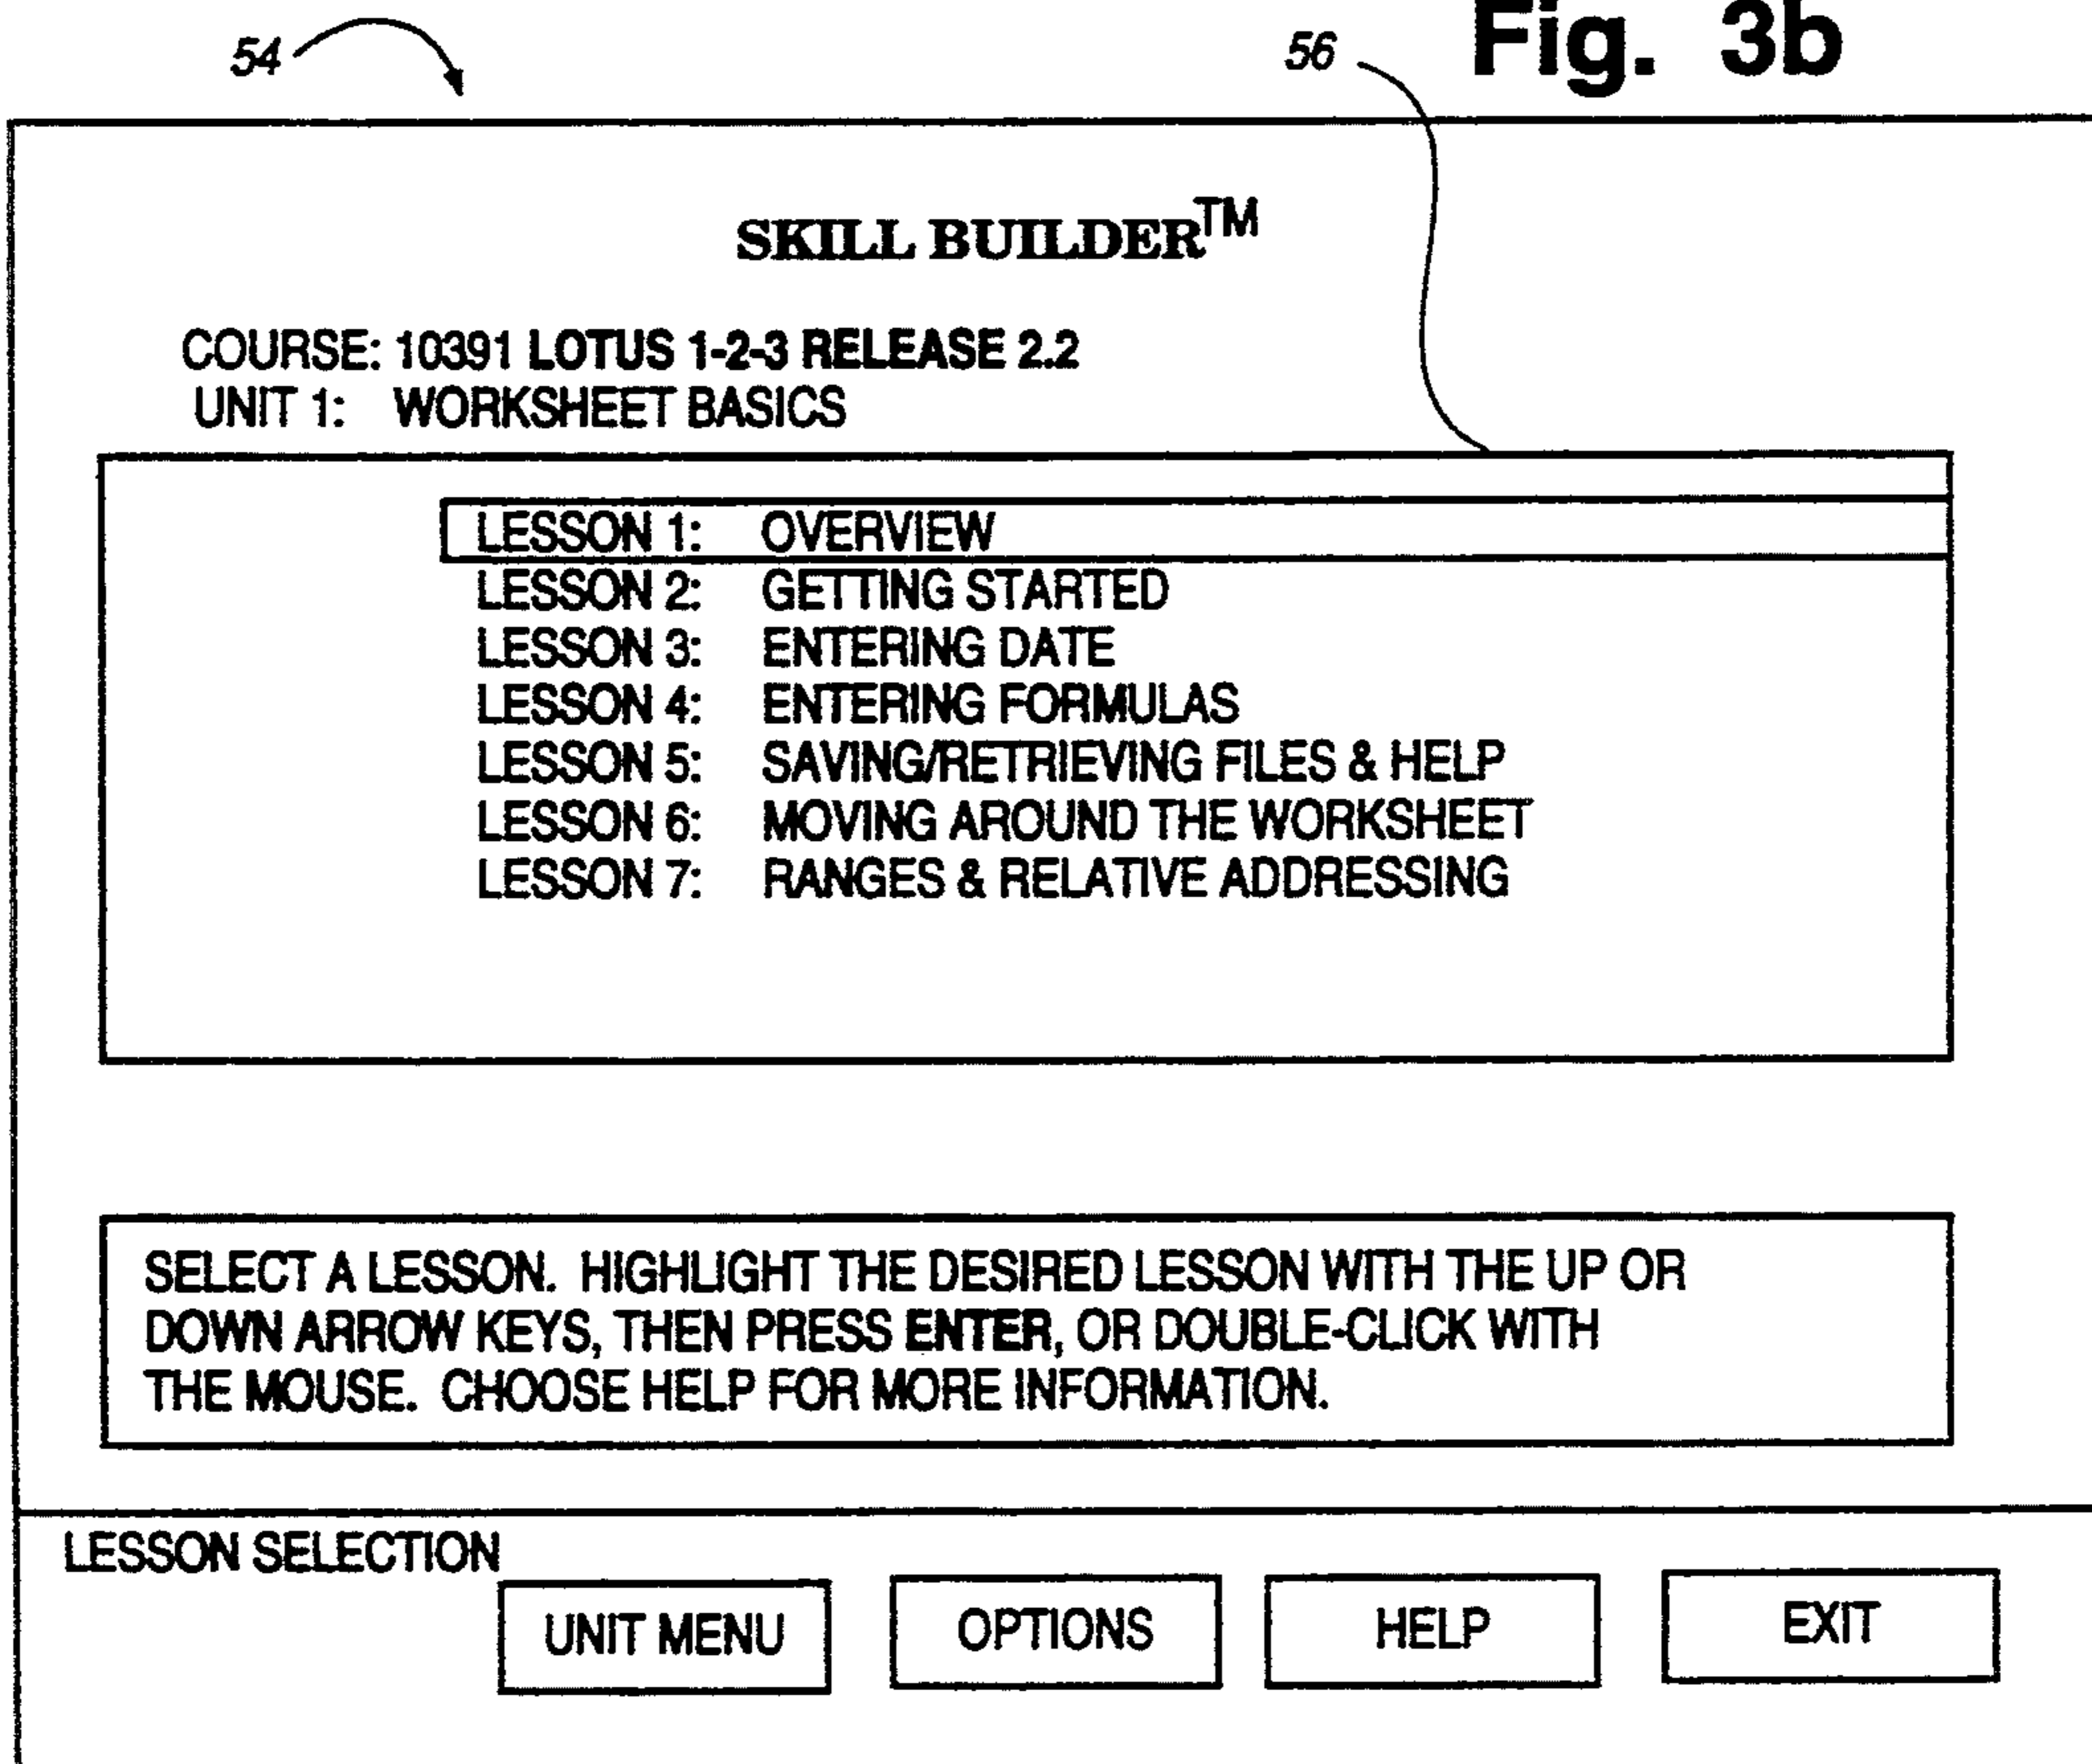 Fig. 3b
54
56
SKILL BUILDER™
COURSE: 10391 LOTUS 1-2-3 RELEASE 2.2
UNIT 1: WORKSHEET BASICS
LESSON 1: OVERVIEW
LESSON 2: GETTING STARTED
LESSON 3: ENTERING DATE
LESSON 4: ENTERING FORMULAS
LESSON 5: SAVING/RETRIEVING FILES & HELP
LESSON 6: MOVING AROUND THE WORKSHEET
LESSON 7: RANGES & RELATIVE ADDRESSING
SELECT A LESSON. HIGHLIGHT THE DESIRED LESSON WITH THE UP OR
DOWN ARROW KEYS, THEN PRESS ENTER, OR DOUBLE-CLICK WITH
THE MOUSE. CHOOSE HELP FOR MORE INFORMATION.
LESSON SELECTION
UNIT MENU
OPTIONS
HELP
EXIT